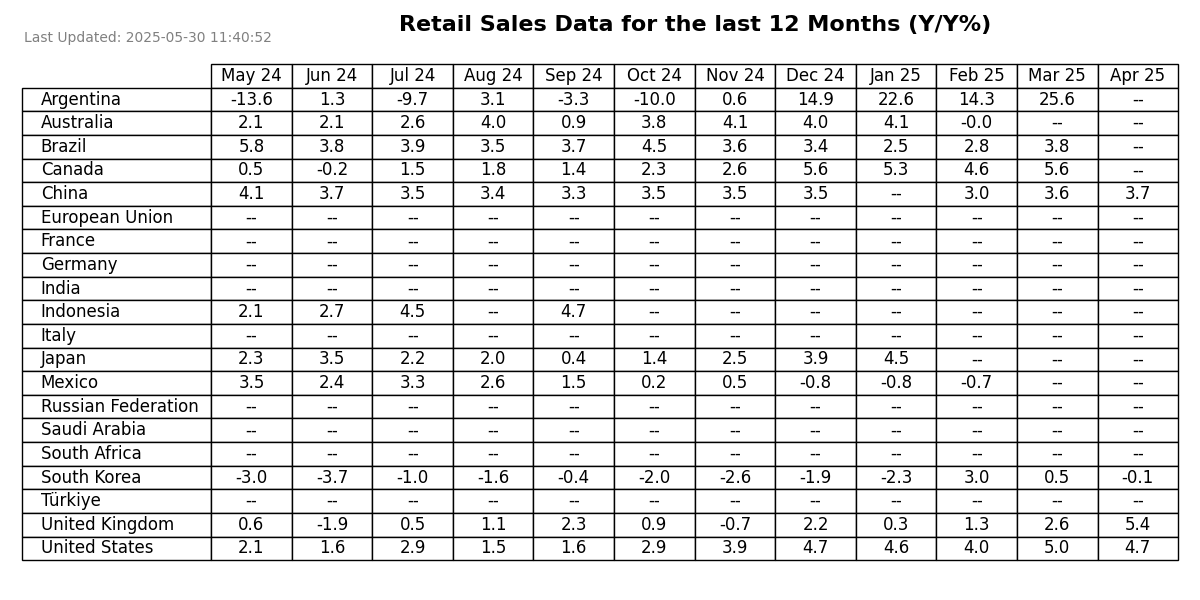 Retail Sales Data for the last 12 Months (Y/Y%)
Last Updated: 2025-05-30 11:40:52
May 24 Jun 24 Jul 24 Aug 24 Sep 24 Oct 24 Nov 24 Dec 24 Jan 25 Feb 25 Mar 25 Apr 25
Argentina -13.6 1.3 -9.7 3.1 -3.3 -10.0 0.6 14.9 22.6 14.3 25.6 --
Australia 2.1 2.1 2.6 4.0 0.9 3.8 4.1 4.0 4.1 -0.0 -- --
Brazil 5.8 3.8 3.9 3.5 3.7 4.5 3.6 3.4 2.5 2.8 3.8 --
Canada 0.5 -0.2 1.5 1.8 1.4 2.3 2.6 5.6 5.3 4.6 5.6 --
China 4.1 3.7 3.5 3.4 3.3 3.5 3.5 3.5 -- 3.0 3.6 3.7
European Union -- -- -- -- -- -- -- -- -- -- -- --
France -- -- -- -- -- -- -- -- -- -- -- --
Germany -- -- -- -- -- -- -- -- -- -- -- --
India -- -- -- -- -- -- -- -- -- -- -- --
Indonesia 2.1 2.7 4.5 -- 4.7 -- -- -- -- -- -- --
Italy -- -- -- -- -- -- -- -- -- -- -- --
Japan 2.3 3.5 2.2 2.0 0.4 1.4 2.5 3.9 4.5 -- -- --
Mexico 3.5 2.4 3.3 2.6 1.5 0.2 0.5 -0.8 -0.8 -0.7 -- --
Russian Federation -- -- -- -- -- -- -- -- -- -- -- --
Saudi Arabia -- -- -- -- -- -- -- -- -- -- -- --
South Africa -- -- -- -- -- -- -- -- -- -- -- --
South Korea -3.0 -3.7 -1.0 -1.6 -0.4 -2.0 -2.6 -1.9 -2.3 3.0 0.5 -0.1
Türkiye -- -- -- -- -- -- -- -- -- -- -- --
United Kingdom 0.6 -1.9 0.5 1.1 2.3 0.9 -0.7 2.2 0.3 1.3 2.6 5.4
United States 2.1 1.6 2.9 1.5 1.6 2.9 3.9 4.7 4.6 4.0 5.0 4.7